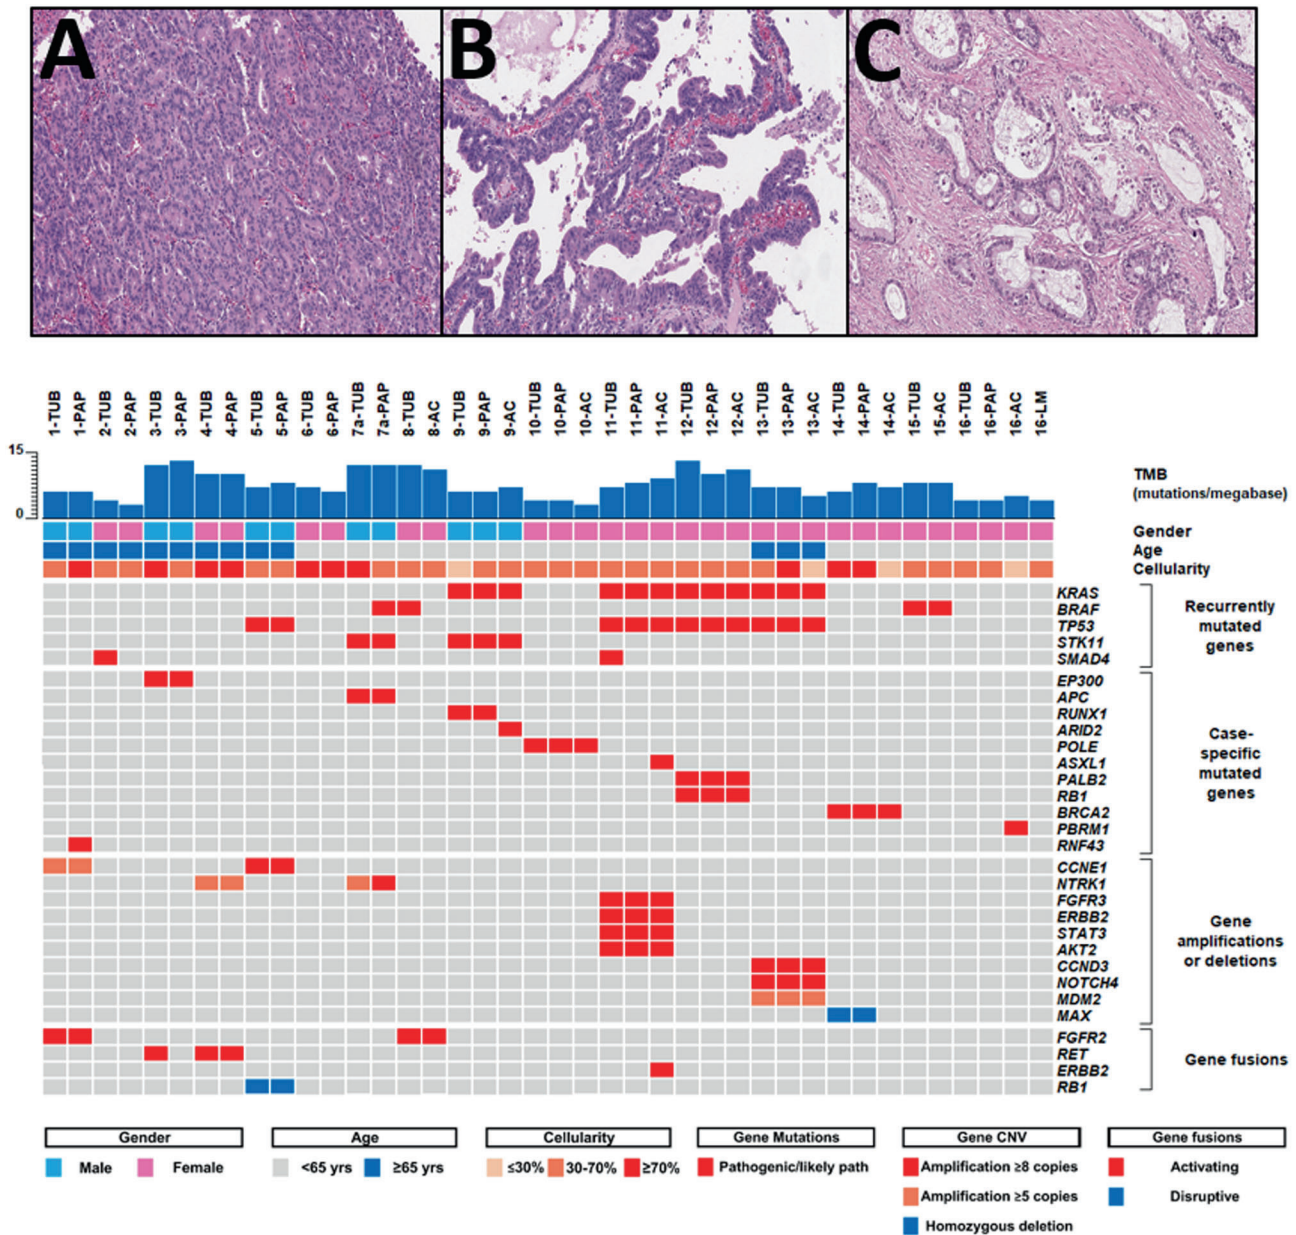 A B C
1-TUB 1-PAP 2-TUB 2-PAP 3-TUB 3-PAP 4-TUB 4-PAP 5-TUB 5-PAP 6-TUB 6-PAP 7a-TUB 7a-PAP 8-TUB 8-AC 9-TUB 9-PAP 9-AC 10-TUB 10-PAP 10-AC 11-TUB 11-PAP 11-AC 12-TUB 12-PAP 12-AC 13-TUB 13-PAP 13-AC 14-TUB 14-PAP 14-AC 15-TUB 15-AC 16-TUB 16-PAP 16-AC 16-LM
15
0
TMB
(mutations/megabase)
Gender
Age
Cellularity
KRAS
BRAF
TP53
STK11
SMAD4
Recurrently
mutated
genes
EP300
APC
RUNX1
ARID2
POLE
ASXL1
PALB2
RB1
BRCA2
PBRM1
RNF43
Case-
specific
mutated
genes
CCNE1
NTRK1
FGFR3
ERBB2
STAT3
AKT2
CCND3
NOTCH4
MDM2
MAX
Gene
amplifications
or deletions
FGFR2
RET
ERBB2
RB1
Gene fusions
Gender
Male Female
Age
<65 yrs ≥65 yrs
Cellularity
≤30% 30-70% ≥70%
Gene Mutations
Pathogenic/likely path
Gene CNV
Amplification ≥8 copies
Amplification ≥5 copies
Homozygous deletion
Gene fusions
Activating
Disruptive